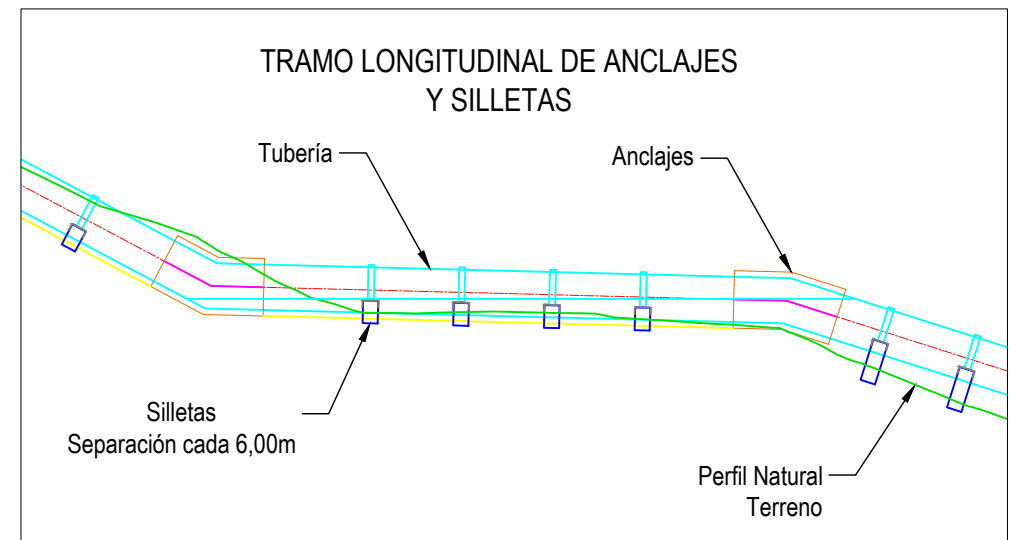 TRAMO LONGITUDINAL DE ANCLAJES
Y SILLETAS
Tubería
Anclajes
Silletas
Separación cada 6,00m
Perfil Natural
Terreno